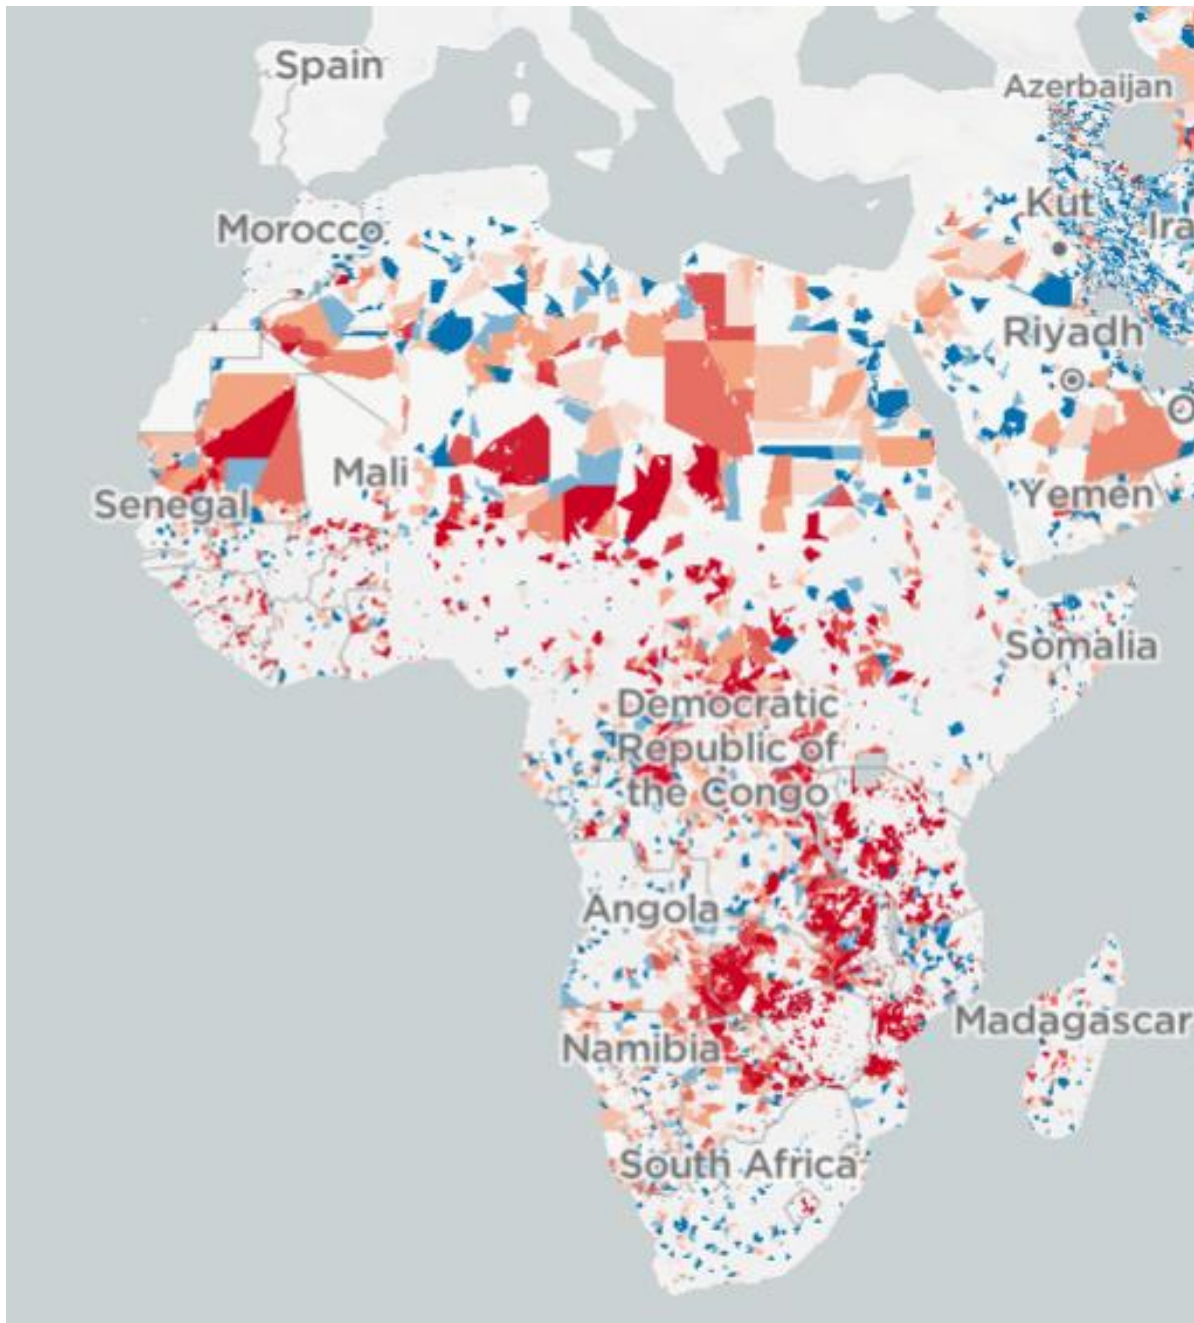 Spain
Azerbaijan
Morocco
Kut
Ira
Riyadh
Mali
Senegal
Yemen
Somalia
Democratic
Republic of
the Congo
Angola
Madagascar
Namibia
South Africa